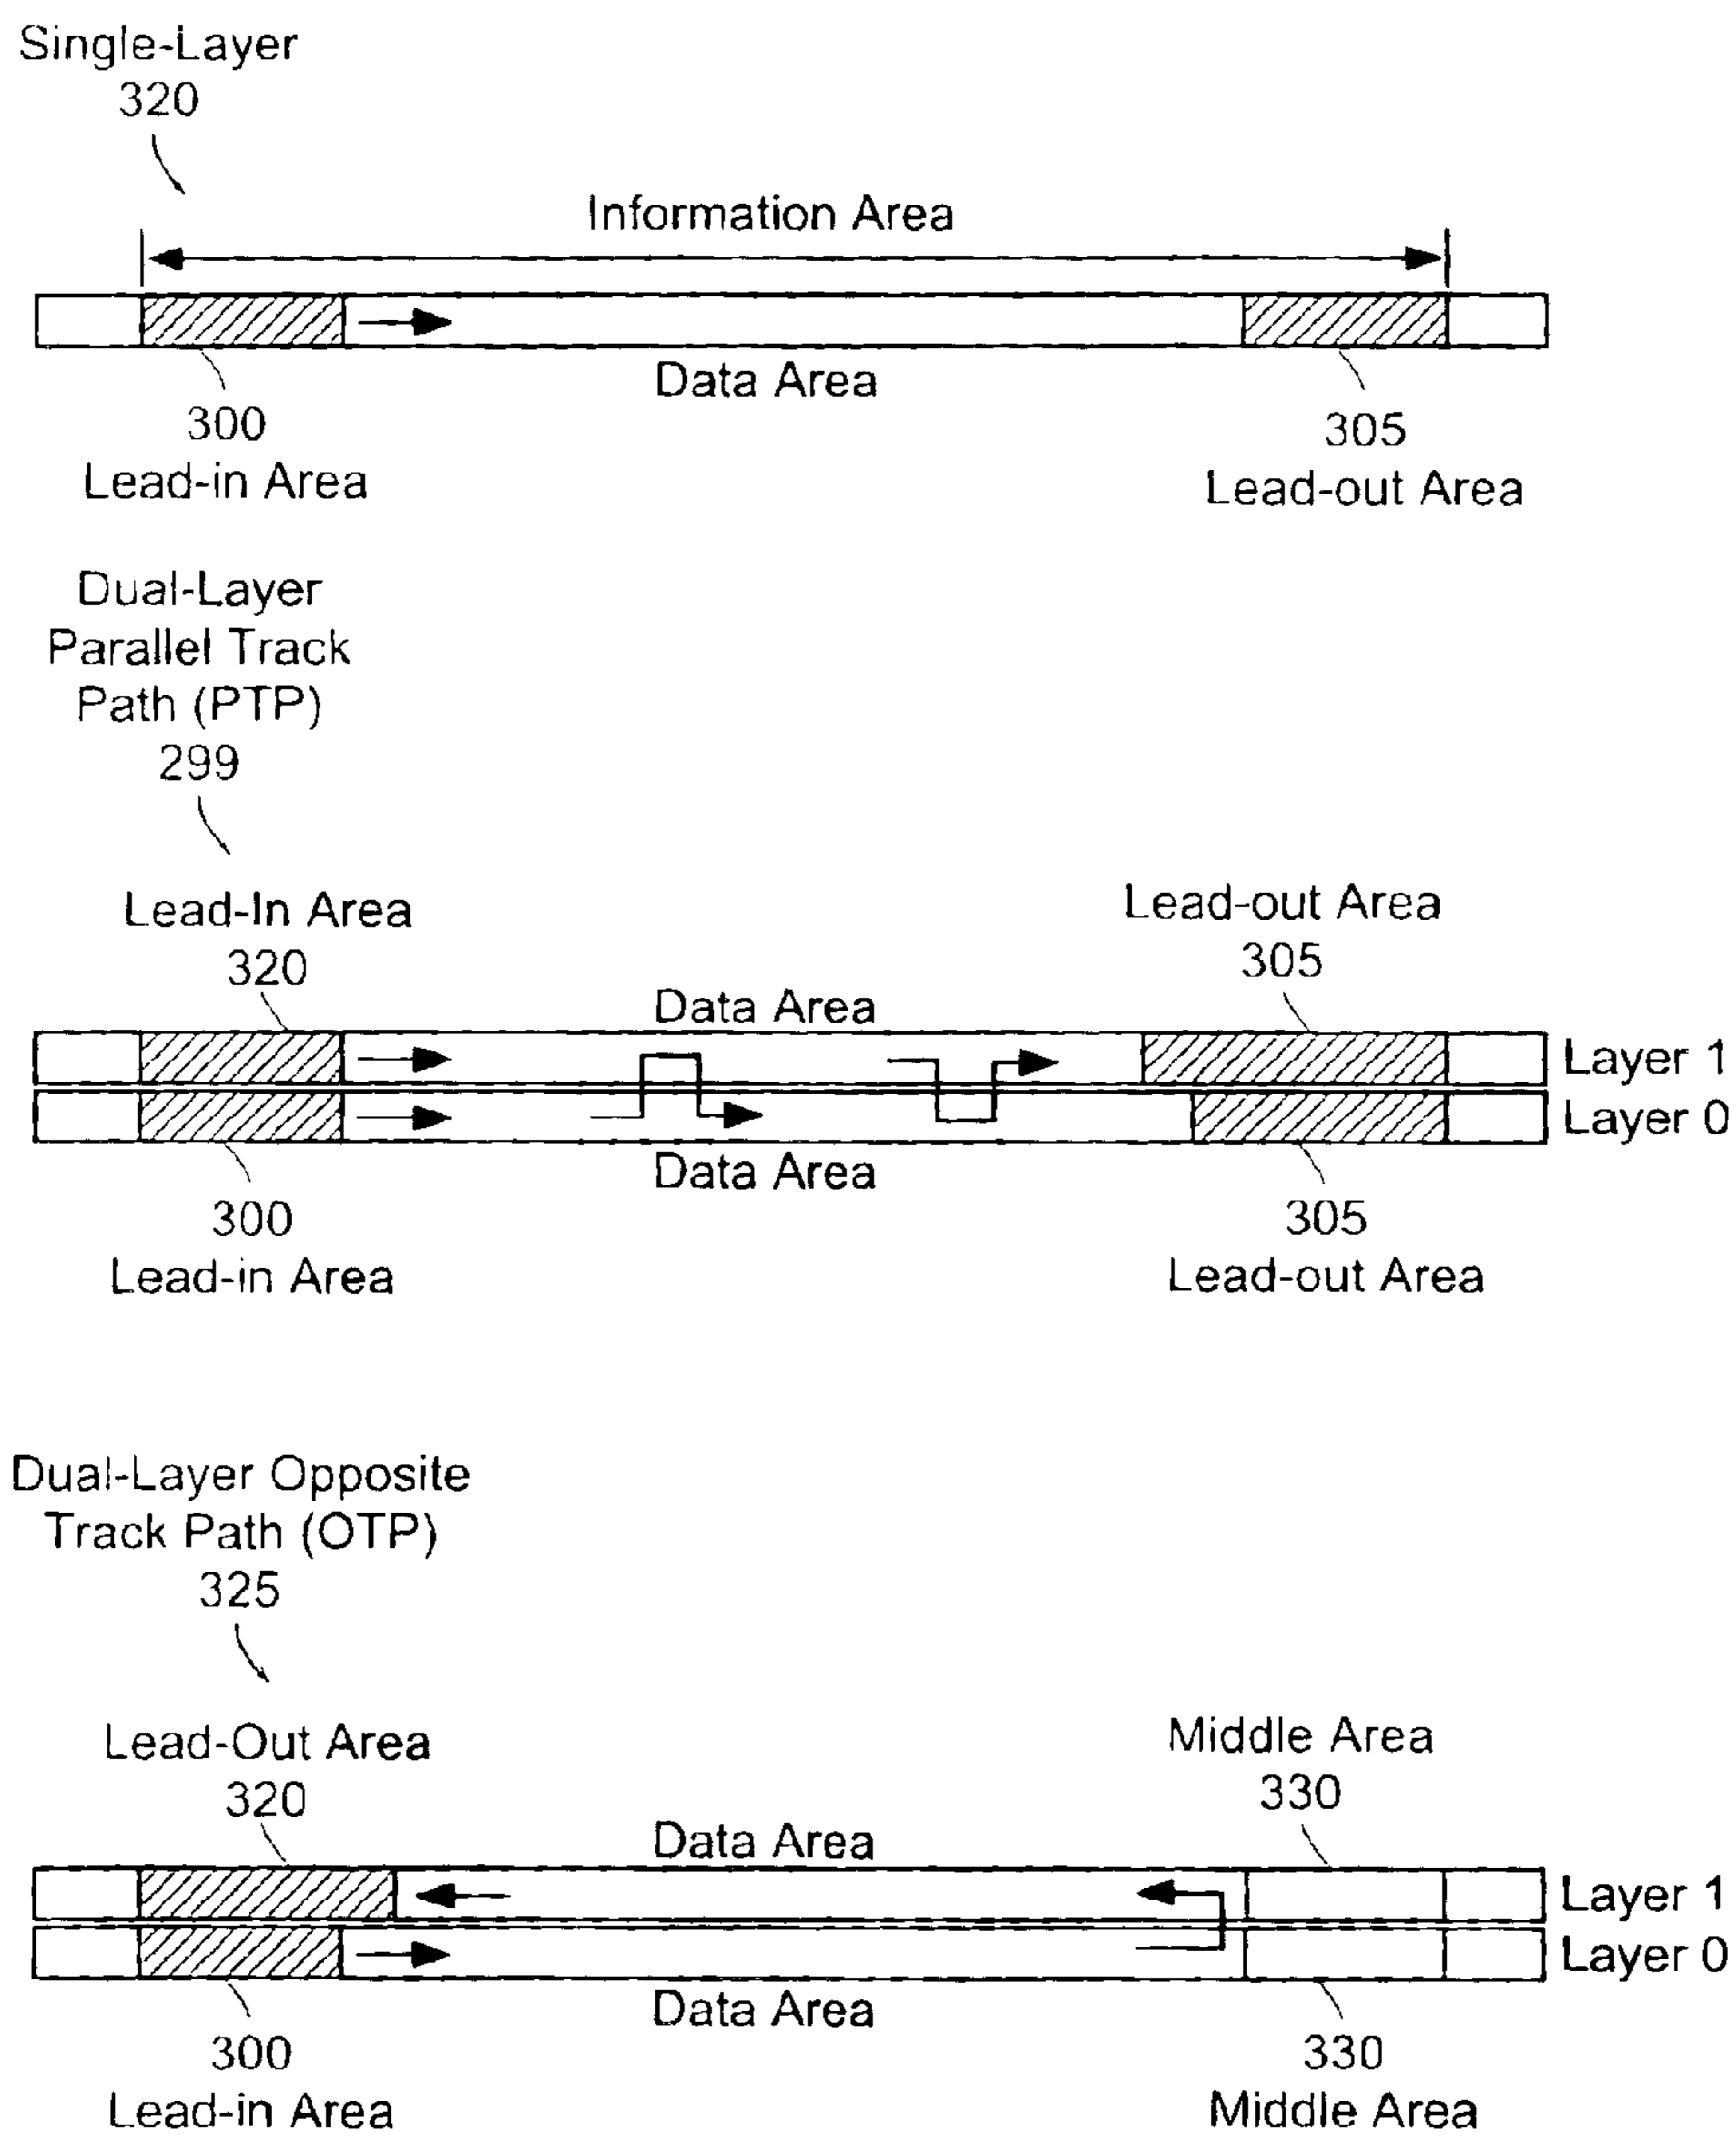 Single-Layer
320
Information Area
Data Area
300
Lead-in Area
305
Lead-out Area
Dual-Layer
Parallel Track
Path (PTP)
299
Lead-In Area
320
Lead-out Area
305
Data Area
Layer 1
Layer 0
Data Area
300
Lead-in Area
305
Lead-out Area
Dual-Layer Opposite
Track Path (OTP)
325
Lead-Out Area
320
Middle Area
330
Data Area
Layer 1
Layer 0
Data Area
300
Lead-in Area
330
Middle Area